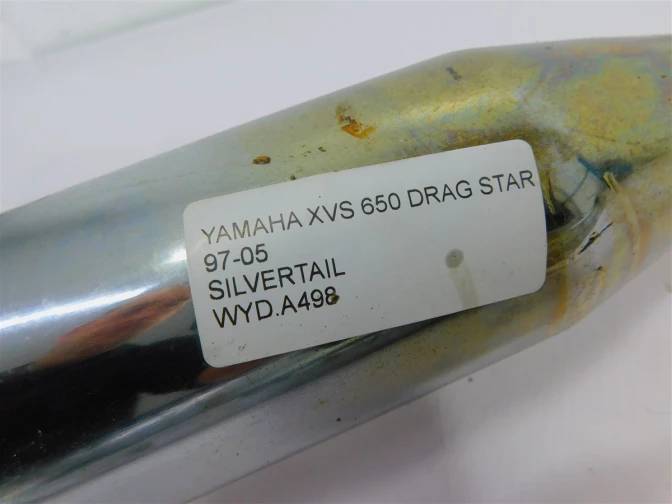 YAMAHA XVS 650 DRAG STAR
97-05
SILVERTAIL
WYD.A498